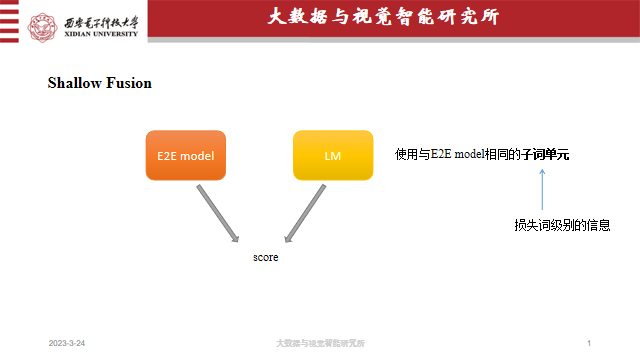 西安电子科技大学
XIDIAN UNIVERSITY
大数据与视觉智能研究所
Shallow Fusion
E2E model
LM
使用与E2E model相同的子词单元
损失词级别的信息
score
2023-3-24
大数据与视觉智能研究所
1